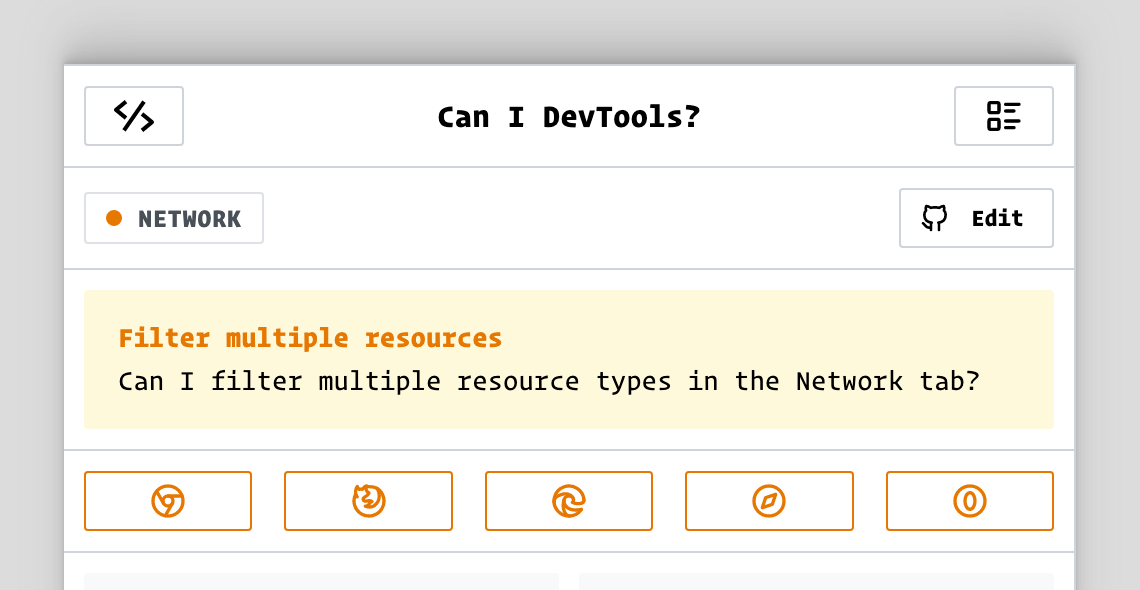 Can I DevTools?
NETWORK
Edit
Filter multiple resources
Can I filter multiple resource types in the Network tab?